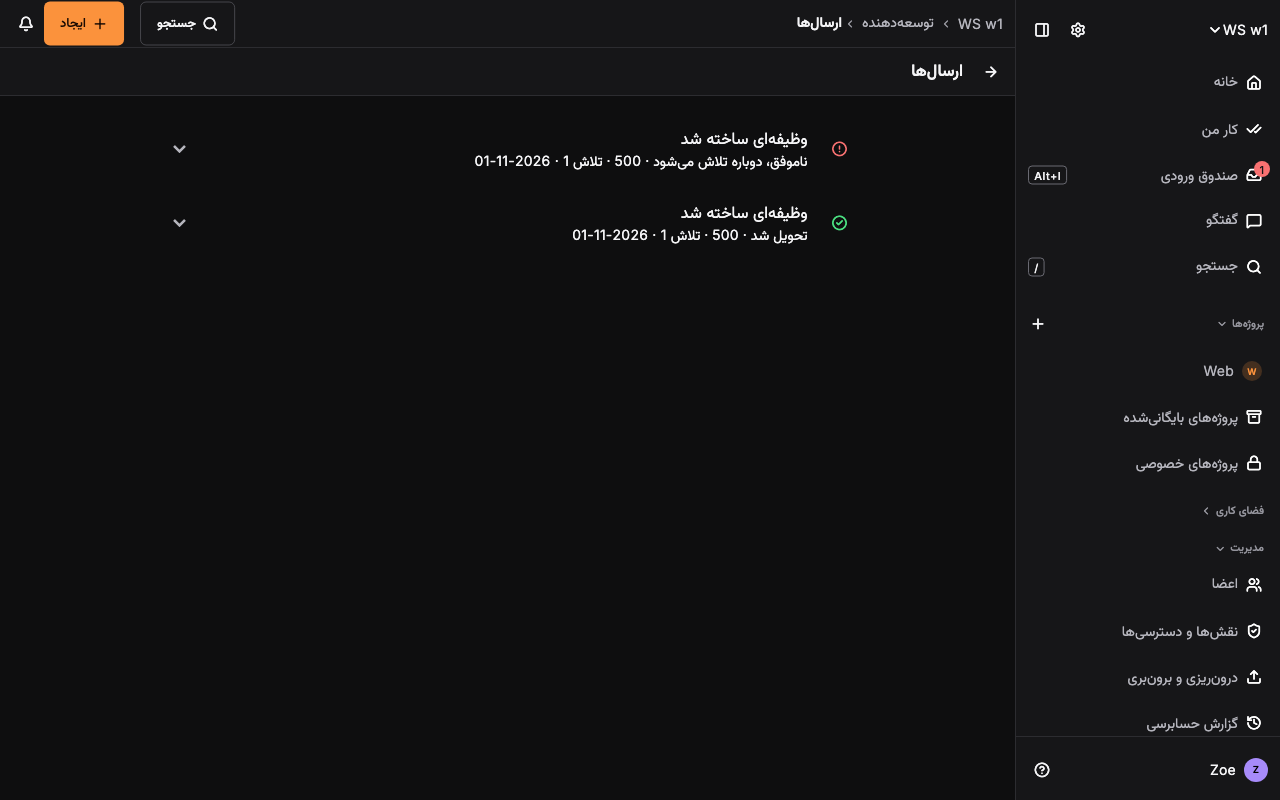 WS w1
خانه
کار من
صندوق ورودی
1
Alt+I
گفتگو
جستجو
/
پروژه‌ها
W
Web
پروژه‌های بایگانی‌شده
پروژه‌های خصوصی
فضای کاری
مدیریت
اعضا
نقش‌ها و دسترسی‌ها
درون‌ریزی و برون‌بری
گزارش حسابرسی
Z
Zoe
WS w1 › توسعه‌دهنده › ارسال‌ها
جستجو
ایجاد
ارسال‌ها
وظیفه‌ای ساخته شد
ناموفق، دوباره تلاش می‌شود · 500 · تلاش 1 · 2026-11-01
وظیفه‌ای ساخته شد
تحویل شد · 500 · تلاش 1 · 2026-11-01